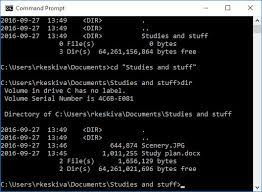 Command Prompt
2016-09-27  13:49    <DIR>          .
2016-09-27  13:49    <DIR>          ..
2016-09-27  13:49    <DIR>          Studies and stuff
0 File(s)              0 bytes
3 Dir(s)  64,261,156,864 bytes free
C:\Users\rkeskiva\Documents>cd "Studies and stuff"
C:\Users\rkeskiva\Documents\Studies and stuff>dir
Volume in drive C has no label.
Volume Serial Number is 4C6B-E081
Directory of C:\Users\rkeskiva\Documents\Studies and stuff
2016-09-27  13:49    <DIR>          .
2016-09-27  13:49    <DIR>          ..
2016-09-27  13:44           644,874 Scenery.JPG
2016-09-27  13:45         1,011,255 Study plan.docx
2 File(s)      1,656,129 bytes
2 Dir(s)  64,261,021,696 bytes free
C:\Users\rkeskiva\Documents\Studies and stuff>